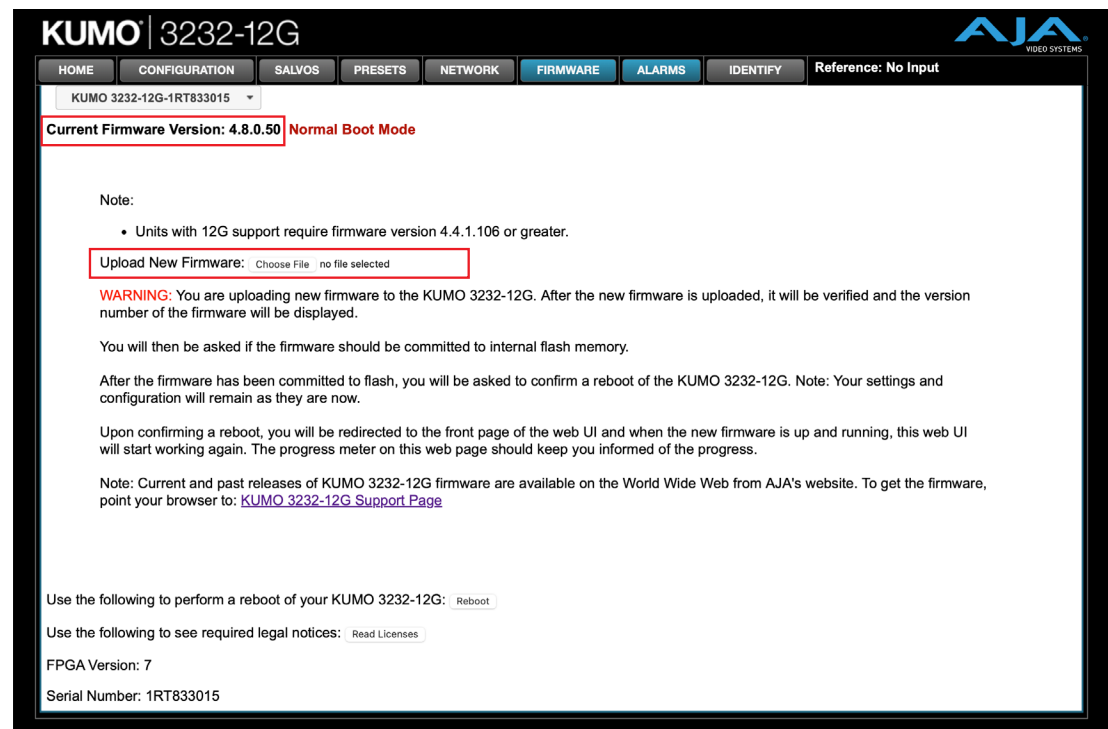 KUMO® 3232-12G
AJA®
VIDEO SYSTEMS
HOME CONFIGURATION SALVOS PRESETS NETWORK FIRMWARE ALARMS IDENTIFY Reference: No Input
KUMO 3232-12G-1RT833015
Current Firmware Version: 4.8.0.50 Normal Boot Mode
Note:
• Units with 12G support require firmware version 4.4.1.106 or greater.
Upload New Firmware: Choose File no file selected
WARNING: You are uploading new firmware to the KUMO 3232-12G. After the new firmware is uploaded, it will be verified and the version
number of the firmware will be displayed.
You will then be asked if the firmware should be committed to internal flash memory.
After the firmware has been committed to flash, you will be asked to confirm a reboot of the KUMO 3232-12G. Note: Your settings and
configuration will remain as they are now.
Upon confirming a reboot, you will be redirected to the front page of the web UI and when the new firmware is up and running, this web UI
will start working again. The progress meter on this web page should keep you informed of the progress.
Note: Current and past releases of KUMO 3232-12G firmware are available on the World Wide Web from AJA's website. To get the firmware,
point your browser to: KUMO 3232-12G Support Page
Use the following to perform a reboot of your KUMO 3232-12G: Reboot
Use the following to see required legal notices: Read Licenses
FPGA Version: 7
Serial Number: 1RT833015